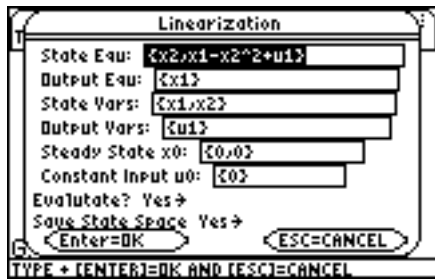 Linearization
State Equ: {x2,x1-x2^2+u1}
Output Equ: {x1}
State Vars: {x1,x2}
Output Vars: {u1}
Steady State x0: {0,0}
Constant Input u0: {0}
Evalutate? Yes→
Save State Space Yes→
Enter=OK ESC=CANCEL
TYPE + [ENTER]=OK AND [ESC]=CANCEL